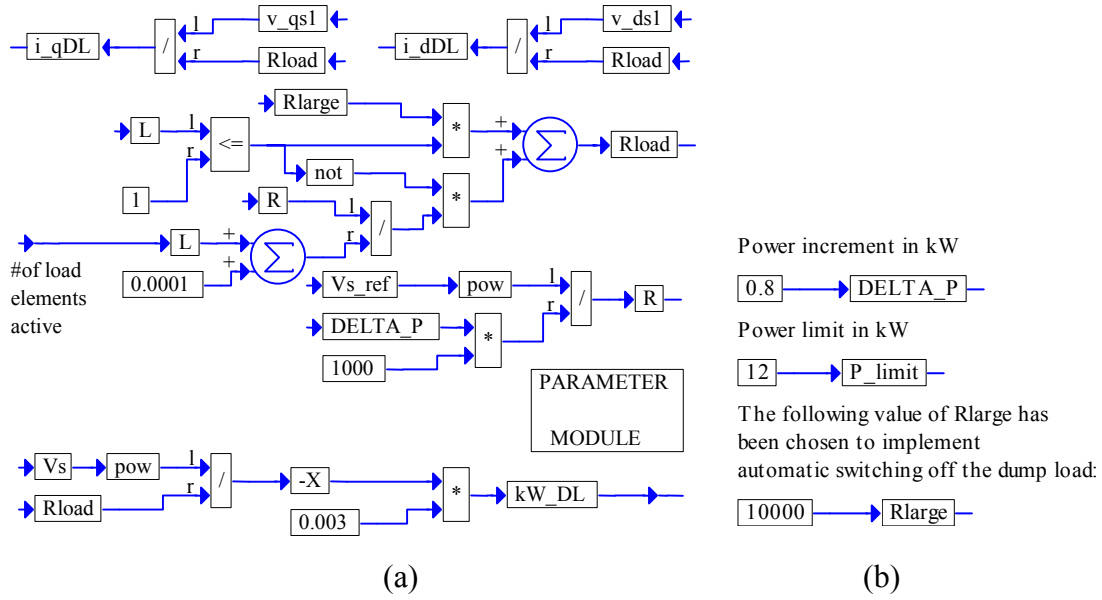 i_qDL / l r v_qs1 Rload
i_dDL / l r v_ds1 Rload
Rlarge
L l r <= * + + Σ Rload
not
1
R l r / *
#of load
elements
active
L + + Σ
0.0001
Vs_ref pow l r / R
DELTA_P *
1000
PARAMETER
MODULE
Vs pow l r / -X * kW_DL
Rload
0.003
(a)
Power increment in kW
0.8 DELTA_P
Power limit in kW
12 P_limit
The following value of Rlarge has
been chosen to implement
automatic switching off the dump load:
10000 Rlarge
(b)